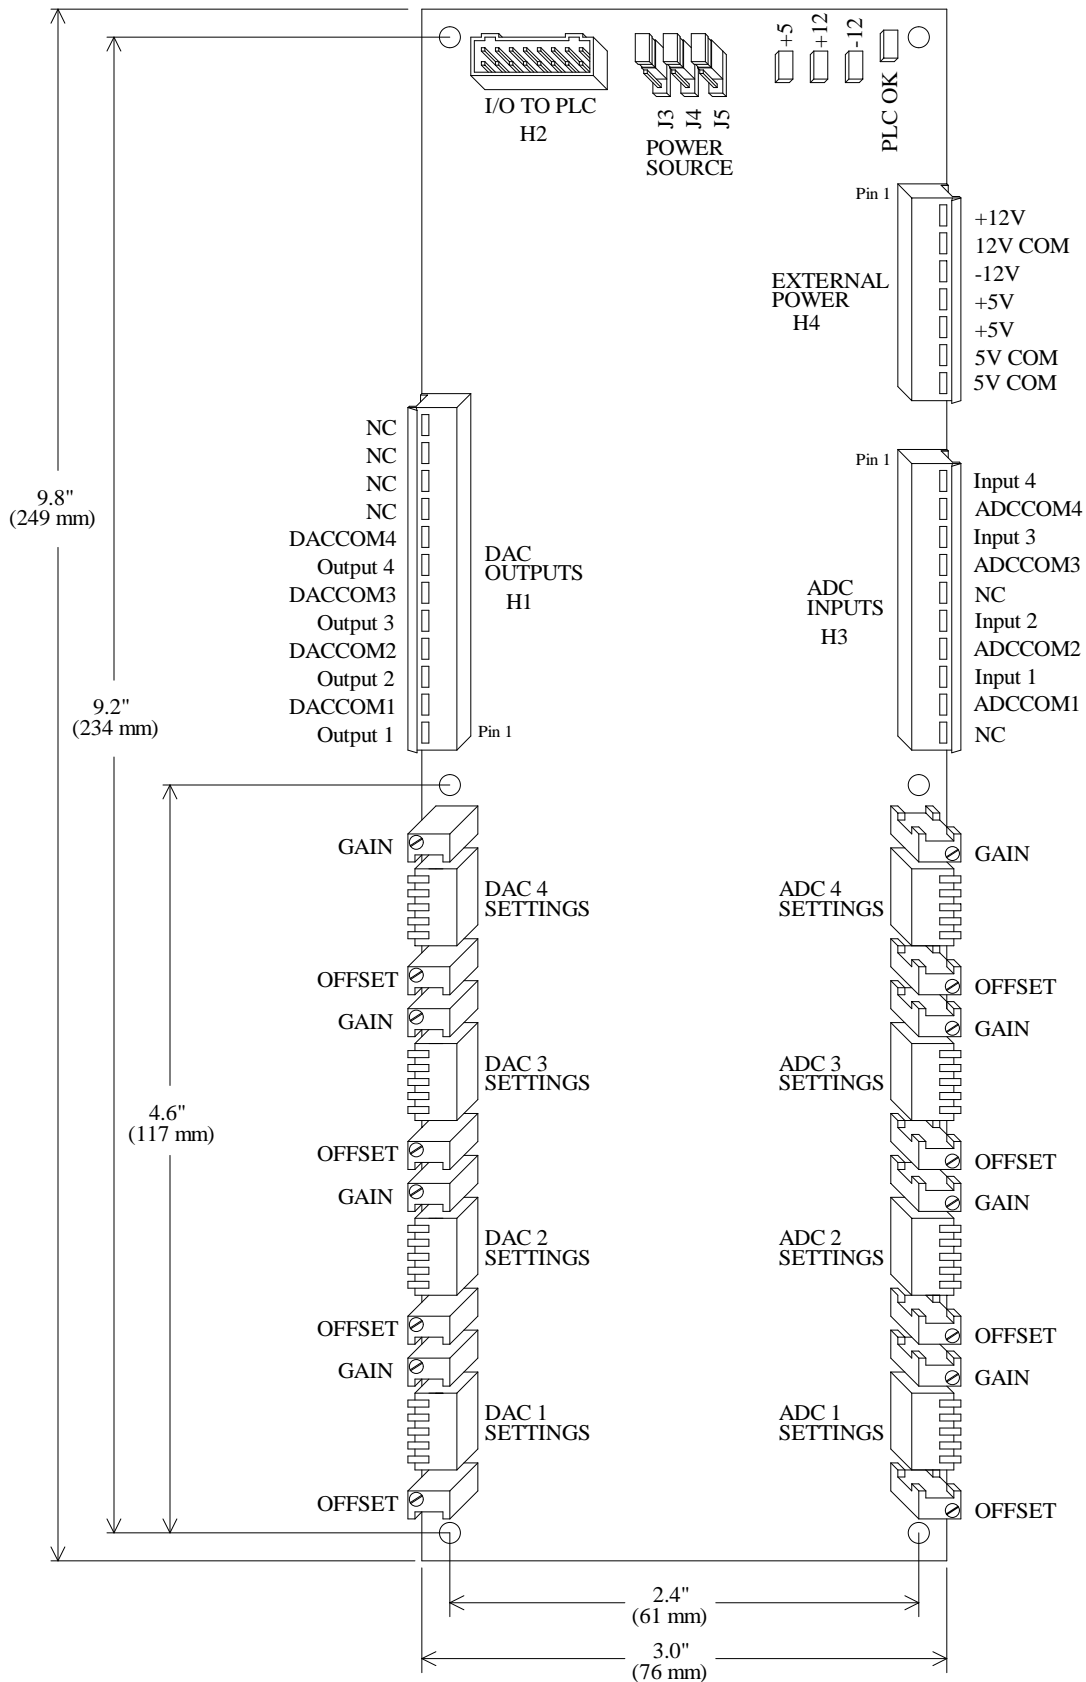 +5
+12
-12
PLC OK
I/O TO PLC
H2
J3
J4
J5
POWER
SOURCE
Pin 1
+12V
12V COM
-12V
+5V
+5V
5V COM
5V COM
EXTERNAL
POWER
H4
NC
NC
NC
NC
DACCOM4
Output 4
DACCOM3
Output 3
DACCOM2
Output 2
DACCOM1
Output 1
DAC
OUTPUTS
H1
Pin 1
Pin 1
Input 4
ADCCOM4
Input 3
ADCCOM3
NC
Input 2
ADCCOM2
Input 1
ADCCOM1
NC
ADC
INPUTS
H3
9.8"
(249 mm)
9.2"
(234 mm)
4.6"
(117 mm)
GAIN
DAC 4
SETTINGS
OFFSET
GAIN
DAC 3
SETTINGS
OFFSET
GAIN
DAC 2
SETTINGS
OFFSET
GAIN
DAC 1
SETTINGS
OFFSET
GAIN
ADC 4
SETTINGS
OFFSET
GAIN
ADC 3
SETTINGS
OFFSET
GAIN
ADC 2
SETTINGS
OFFSET
GAIN
ADC 1
SETTINGS
OFFSET
2.4"
(61 mm)
3.0"
(76 mm)